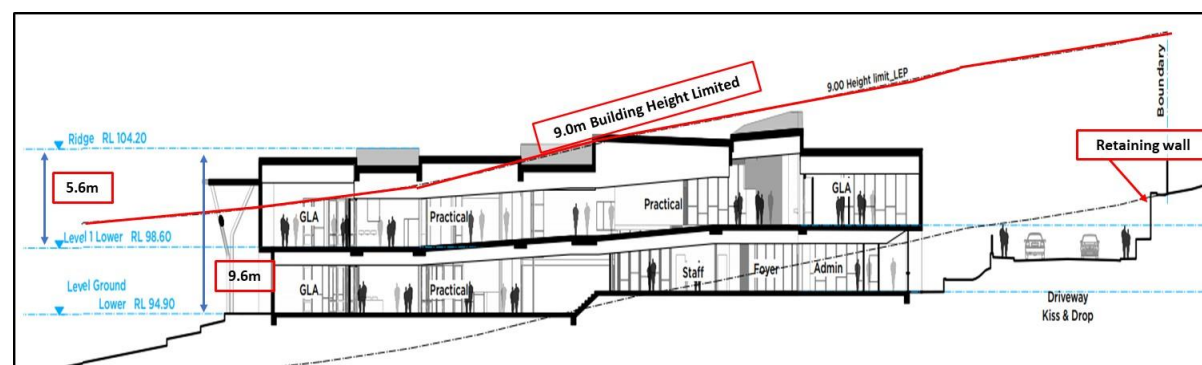 9.00 Height limit_LEP
9.0m Building Height Limited
Boundary
Ridge RL 104.20
Retaining wall
5.6m
GLA
Practical
Practical
GLA
Level 1 Lower RL 98.60
9.6m
GLA
Practical
Staff
Foyer
Admin
Level Ground
Lower RL 94.90
Driveway
Kiss & Drop